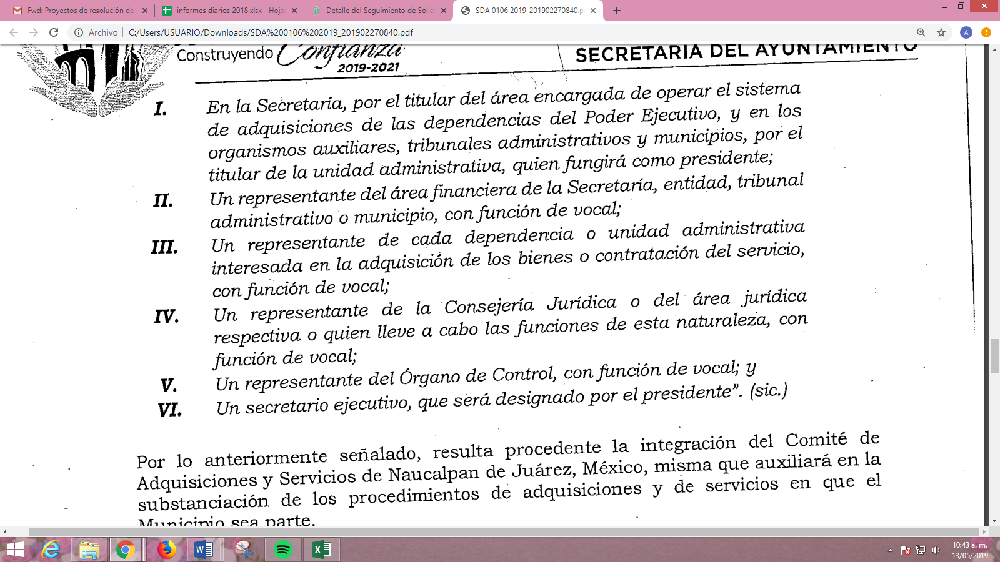 Fwd: Proyectos de resolución de
informes diarios 2018.xlsx - Hoja
Detalle del Seguimiento de Solic
SDA 0106 2019_201902270840.p
Archivo
C:/Users/USUARIO/Downloads/SDA%200106%202019_201902270840.pdf
A
Construyendo Confianza
2019-2021
SECRETARIA DEL AYUNTAMIENTO
I. En la Secretaría, por el titular del área encargada de operar el sistema
de adquisiciones de las dependencias del Poder Ejecutivo, y en los
organismos auxiliares, tribunales administrativos y municipios, por el
titular de la unidad administrativa, quien fungirá como presidente;
II. Un representante del área financiera de la Secretaría, entidad, tribunal
administrativo o municipio, con función de vocal;
III. Un representante de cada dependencia o unidad administrativa
interesada en la adquisición de los bienes o contratación del servicio,
con función de vocal;
IV. Un representante de la Consejería Jurídica o del área jurídica
respectiva o quien lleve a cabo las funciones de esta naturaleza, con
función de vocal;
V. Un representante del Órgano de Control, con función de vocal; y
VI. Un secretario ejecutivo, que será designado por el presidente”. (sic.)
Por lo anteriormente señalado, resulta procedente la integración del Comité de
Adquisiciones y Servicios de Naucalpan de Juárez, México, misma que auxiliará en la
substanciación de los procedimientos de adquisiciones y de servicios en que el
Municipio sea parte.
10:43 a. m.
13/05/2019